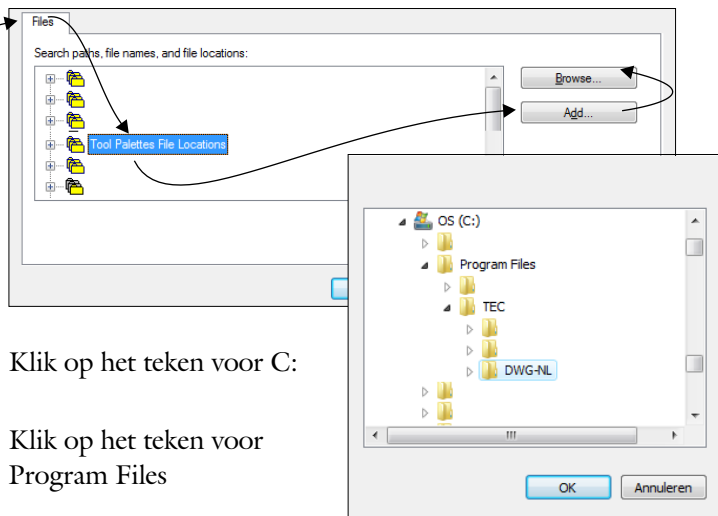 Files
Search paths, file names, and file locations:
Browse...
Add...
Tool Palettes File Locations
OS (C:)
Program Files
TEC
DWG-NL
OK
Annuleren
Klik op het teken voor C:
Klik op het teken voor
Program Files